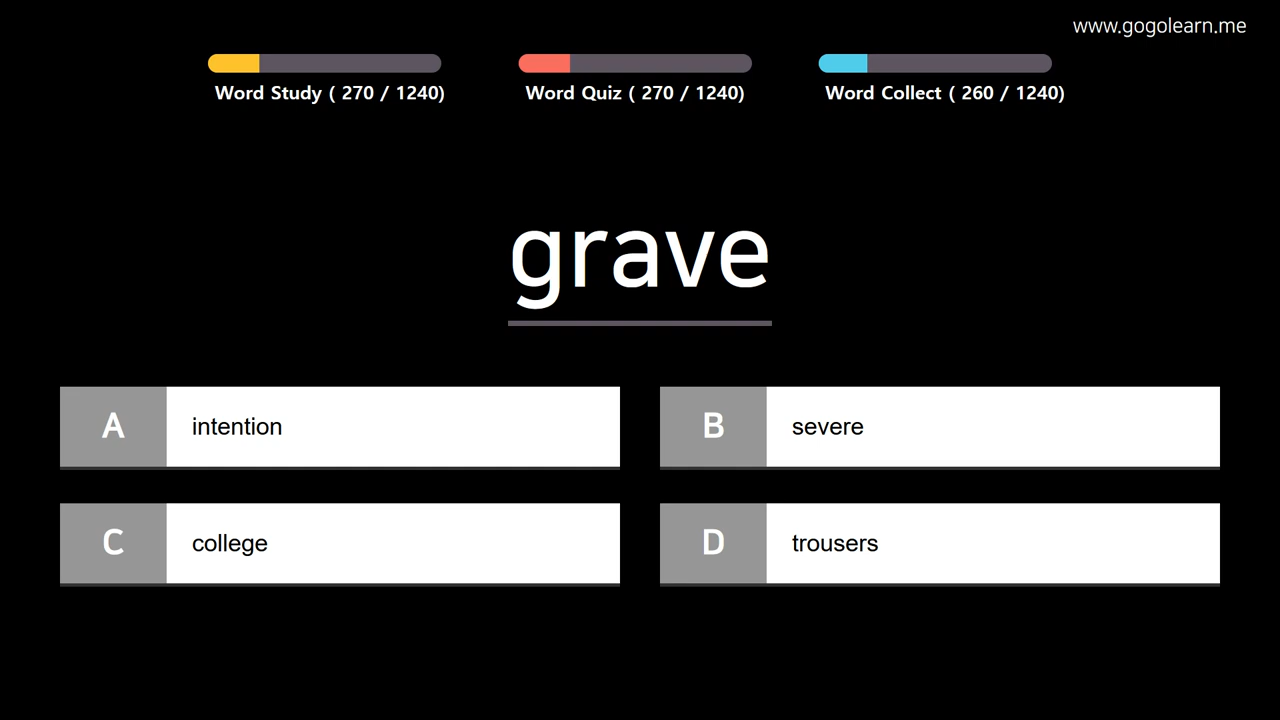 www.gogolearn.me
Word Study ( 270 / 1240)
Word Quiz ( 270 / 1240)
Word Collect ( 260 / 1240)
grave
A intention
B severe
C college
D trousers